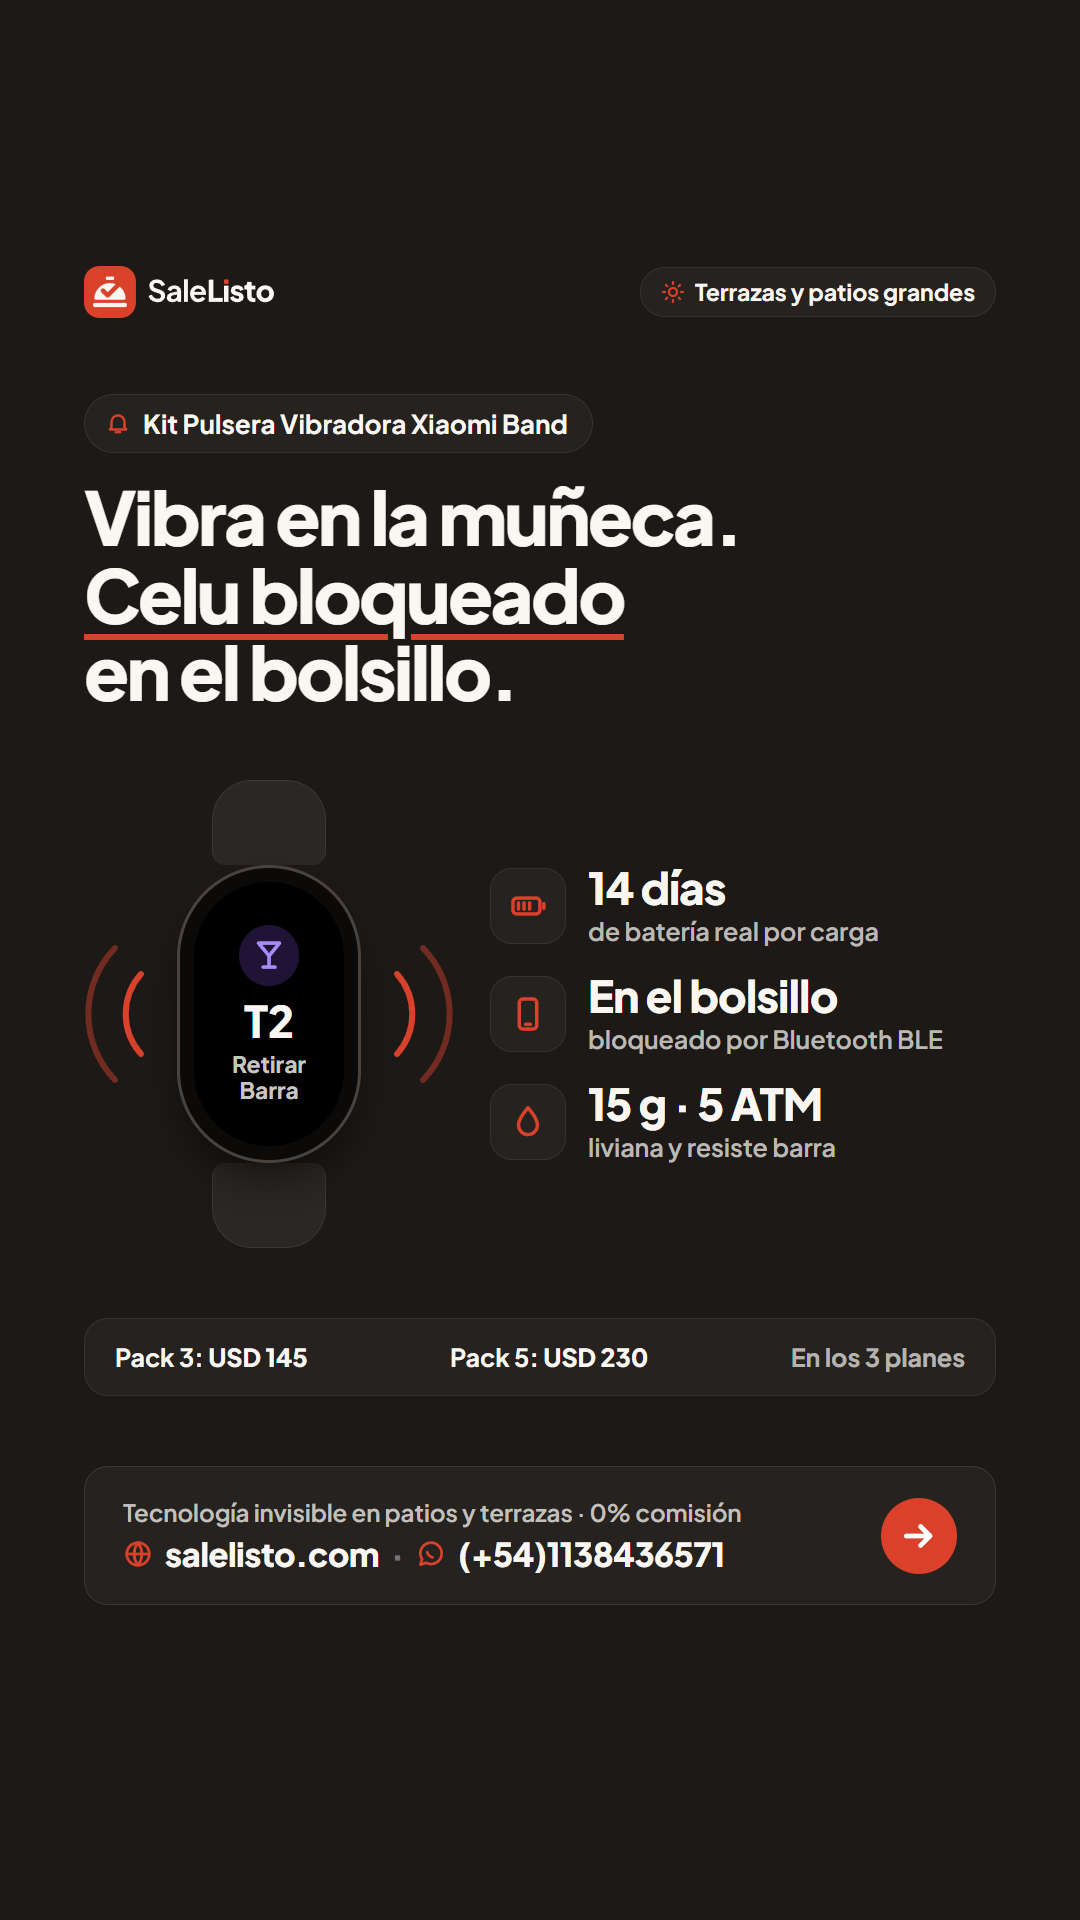 SaleListo
Terrazas y patios grandes
Kit Pulsera Vibradora Xiaomi Band
Vibra en la muñeca.
Celu bloqueado
en el bolsillo.
T2
Retirar
Barra
14 días
de batería real por carga
En el bolsillo
bloqueado por Bluetooth BLE
15 g · 5 ATM
liviana y resiste barra
Pack 3: USD 145
Pack 5: USD 230
En los 3 planes
Tecnología invisible en patios y terrazas · 0% comisión
salelisto.com · (+54)1138436571